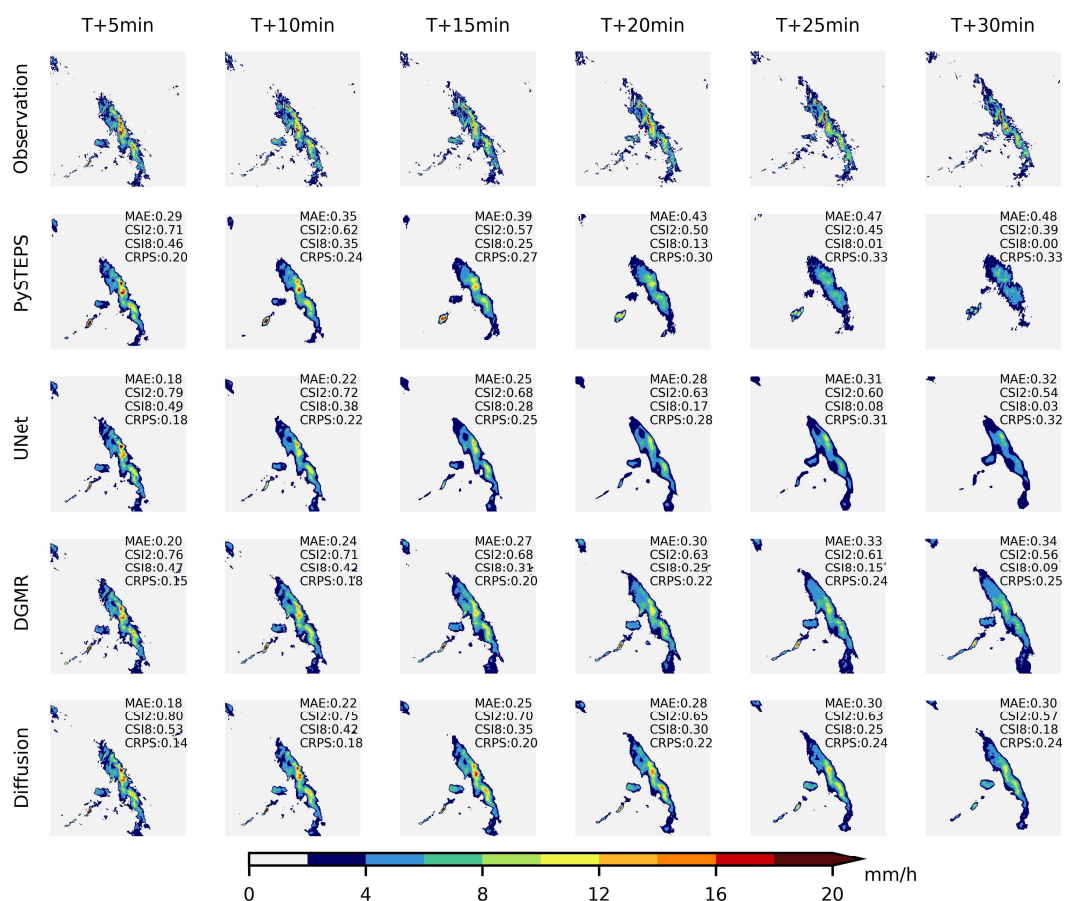 T+5min T+10min T+15min T+20min T+25min T+30min
Observation
PySTEPS
MAE:0.29 MAE:0.35 MAE:0.39 MAE:0.43 MAE:0.47 MAE:0.48
CSI2:0.71 CSI2:0.62 CSI2:0.57 CSI2:0.50 CSI2:0.45 CSI2:0.39
CSI8:0.46 CSI8:0.35 CSI8:0.25 CSI8:0.13 CSI8:0.01 CSI8:0.00
CRPS:0.20 CRPS:0.24 CRPS:0.27 CRPS:0.30 CRPS:0.33 CRPS:0.33
UNet
MAE:0.18 MAE:0.22 MAE:0.25 MAE:0.28 MAE:0.31 MAE:0.32
CSI2:0.79 CSI2:0.72 CSI2:0.68 CSI2:0.63 CSI2:0.60 CSI2:0.54
CSI8:0.49 CSI8:0.38 CSI8:0.28 CSI8:0.17 CSI8:0.08 CSI8:0.03
CRPS:0.18 CRPS:0.22 CRPS:0.25 CRPS:0.28 CRPS:0.31 CRPS:0.32
DGMR
MAE:0.20 MAE:0.24 MAE:0.27 MAE:0.30 MAE:0.33 MAE:0.34
CSI2:0.76 CSI2:0.71 CSI2:0.68 CSI2:0.63 CSI2:0.61 CSI2:0.56
CSI8:0.47 CSI8:0.42 CSI8:0.31 CSI8:0.25 CSI8:0.15 CSI8:0.09
CRPS:0.15 CRPS:0.18 CRPS:0.20 CRPS:0.22 CRPS:0.24 CRPS:0.25
Diffusion
MAE:0.18 MAE:0.22 MAE:0.25 MAE:0.28 MAE:0.30 MAE:0.30
CSI2:0.80 CSI2:0.75 CSI2:0.70 CSI2:0.65 CSI2:0.63 CSI2:0.57
CSI8:0.53 CSI8:0.42 CSI8:0.35 CSI8:0.30 CSI8:0.25 CSI8:0.18
CRPS:0.14 CRPS:0.18 CRPS:0.20 CRPS:0.22 CRPS:0.24 CRPS:0.24
0 4 8 12 16 20 mm/h